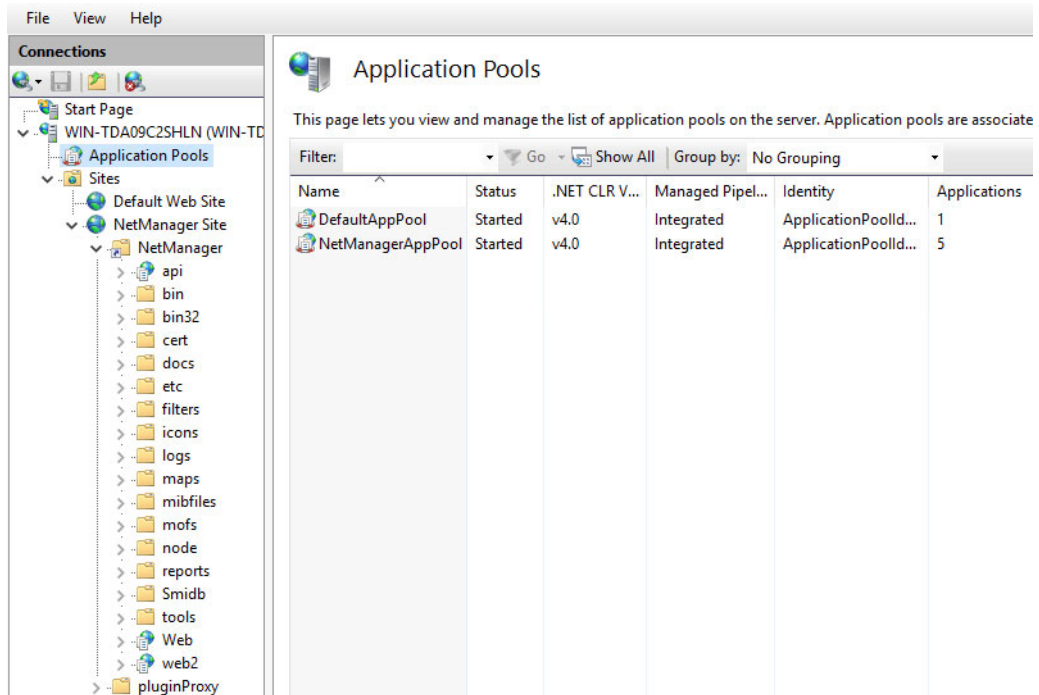 File View Help
Connections
Start Page
WIN-TDA09C2SHLN (WIN-TD
Application Pools
Sites
Default Web Site
NetManager Site
NetManager
api
bin
bin32
cert
docs
etc
filters
icons
logs
maps
mibfiles
mofs
node
reports
Smidb
tools
Web
web2
pluginProxy
Application Pools
This page lets you view and manage the list of application pools on the server. Application pools are associate
Filter: Go Show All Group by: No Grouping
Name Status .NET CLR V... Managed Pipel... Identity Applications
DefaultAppPool Started v4.0 Integrated ApplicationPoolId... 1
NetManagerAppPool Started v4.0 Integrated ApplicationPoolId... 5